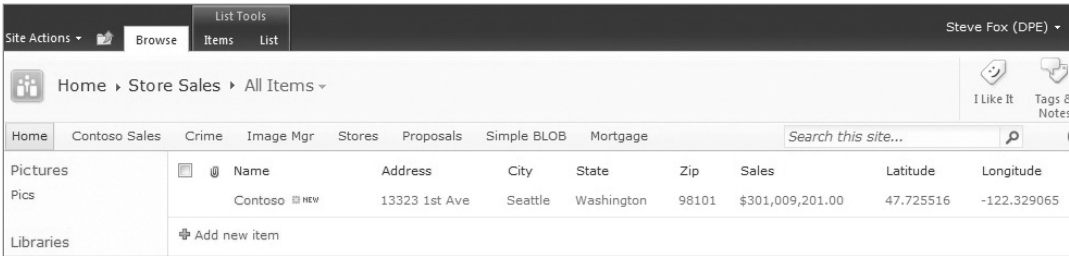 List Tools
Site Actions Browse Items List Steve Fox (DPE)
Home Store Sales All Items
I Like It Tags &
Notes
Home Contoso Sales Crime Image Mgr Stores Proposals Simple BLOB Mortgage Search this site...
Pictures Name Address City State Zip Sales Latitude Longitude
Pics Contoso NEW 13323 1st Ave Seattle Washington 98101 $301,009,201.00 47.725516 -122.329065
Libraries Add new item